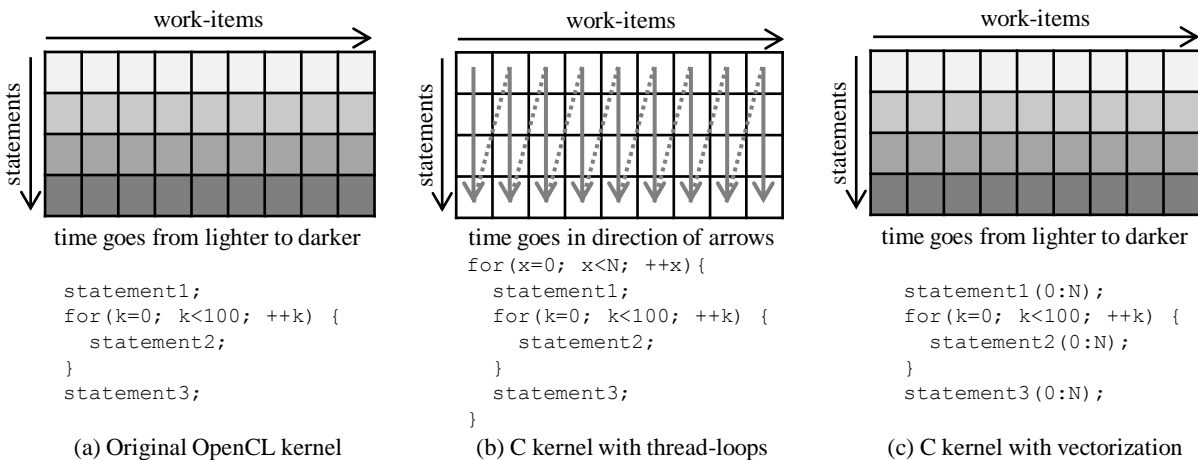 work-items
statements
time goes from lighter to darker
statement1;
for(k=0; k<100; ++k) {
  statement2;
}
statement3;
(a) Original OpenCL kernel
work-items
statements
time goes in direction of arrows
for(x=0; x<N; ++x){
  statement1;
  for(k=0; k<100; ++k) {
    statement2;
  }
  statement3;
}
(b) C kernel with thread-loops
work-items
statements
time goes from lighter to darker
statement1(0:N);
for(k=0; k<100; ++k) {
  statement2(0:N);
}
statement3(0:N);
(c) C kernel with vectorization